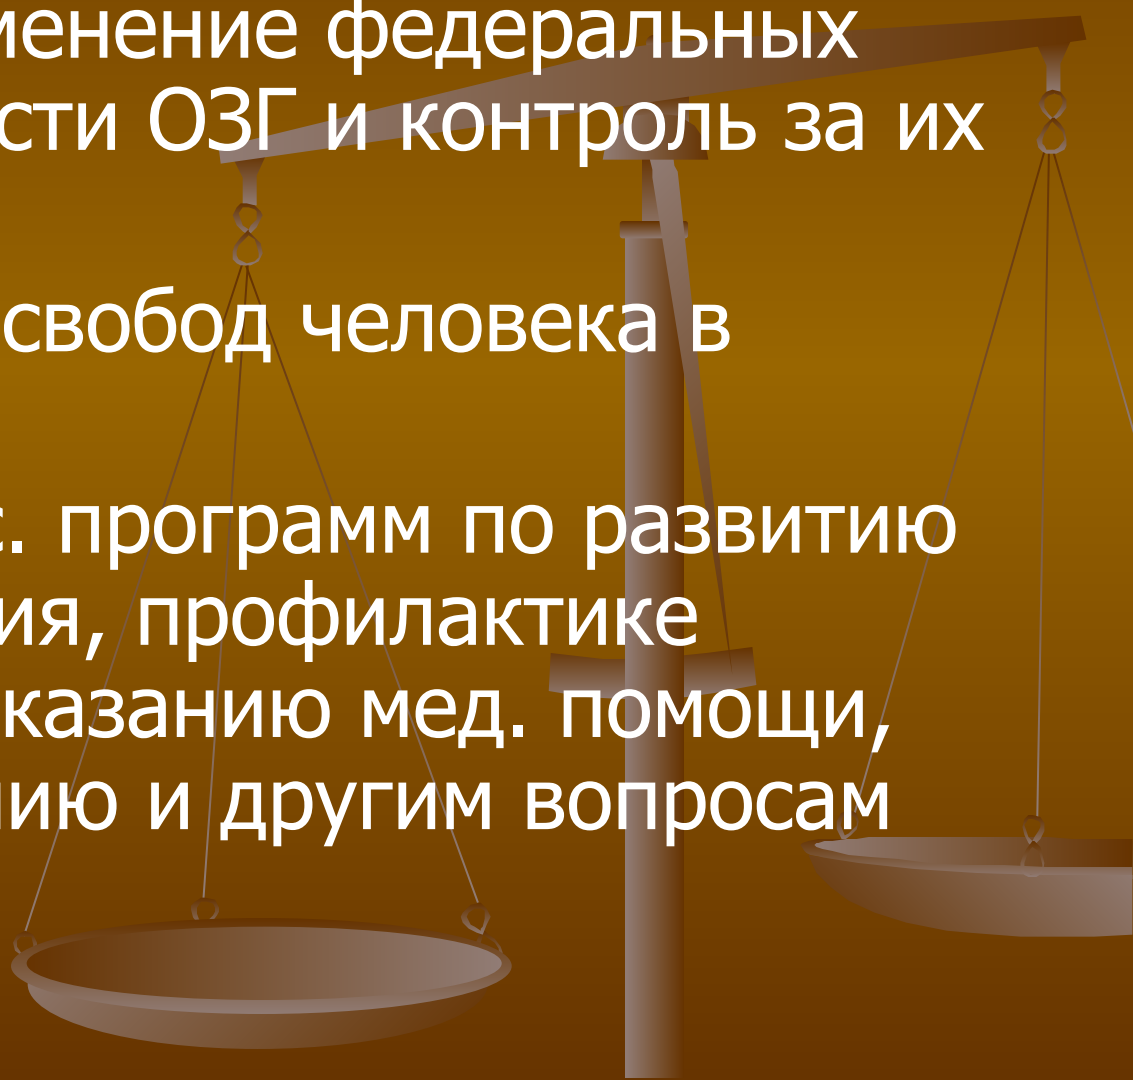 менение федеральных
сти ОЗГ и контроль за их
свобод человека в
с. программ по развитию
ия, профилактике
казанию мед. помощи,
нию и другим вопросам